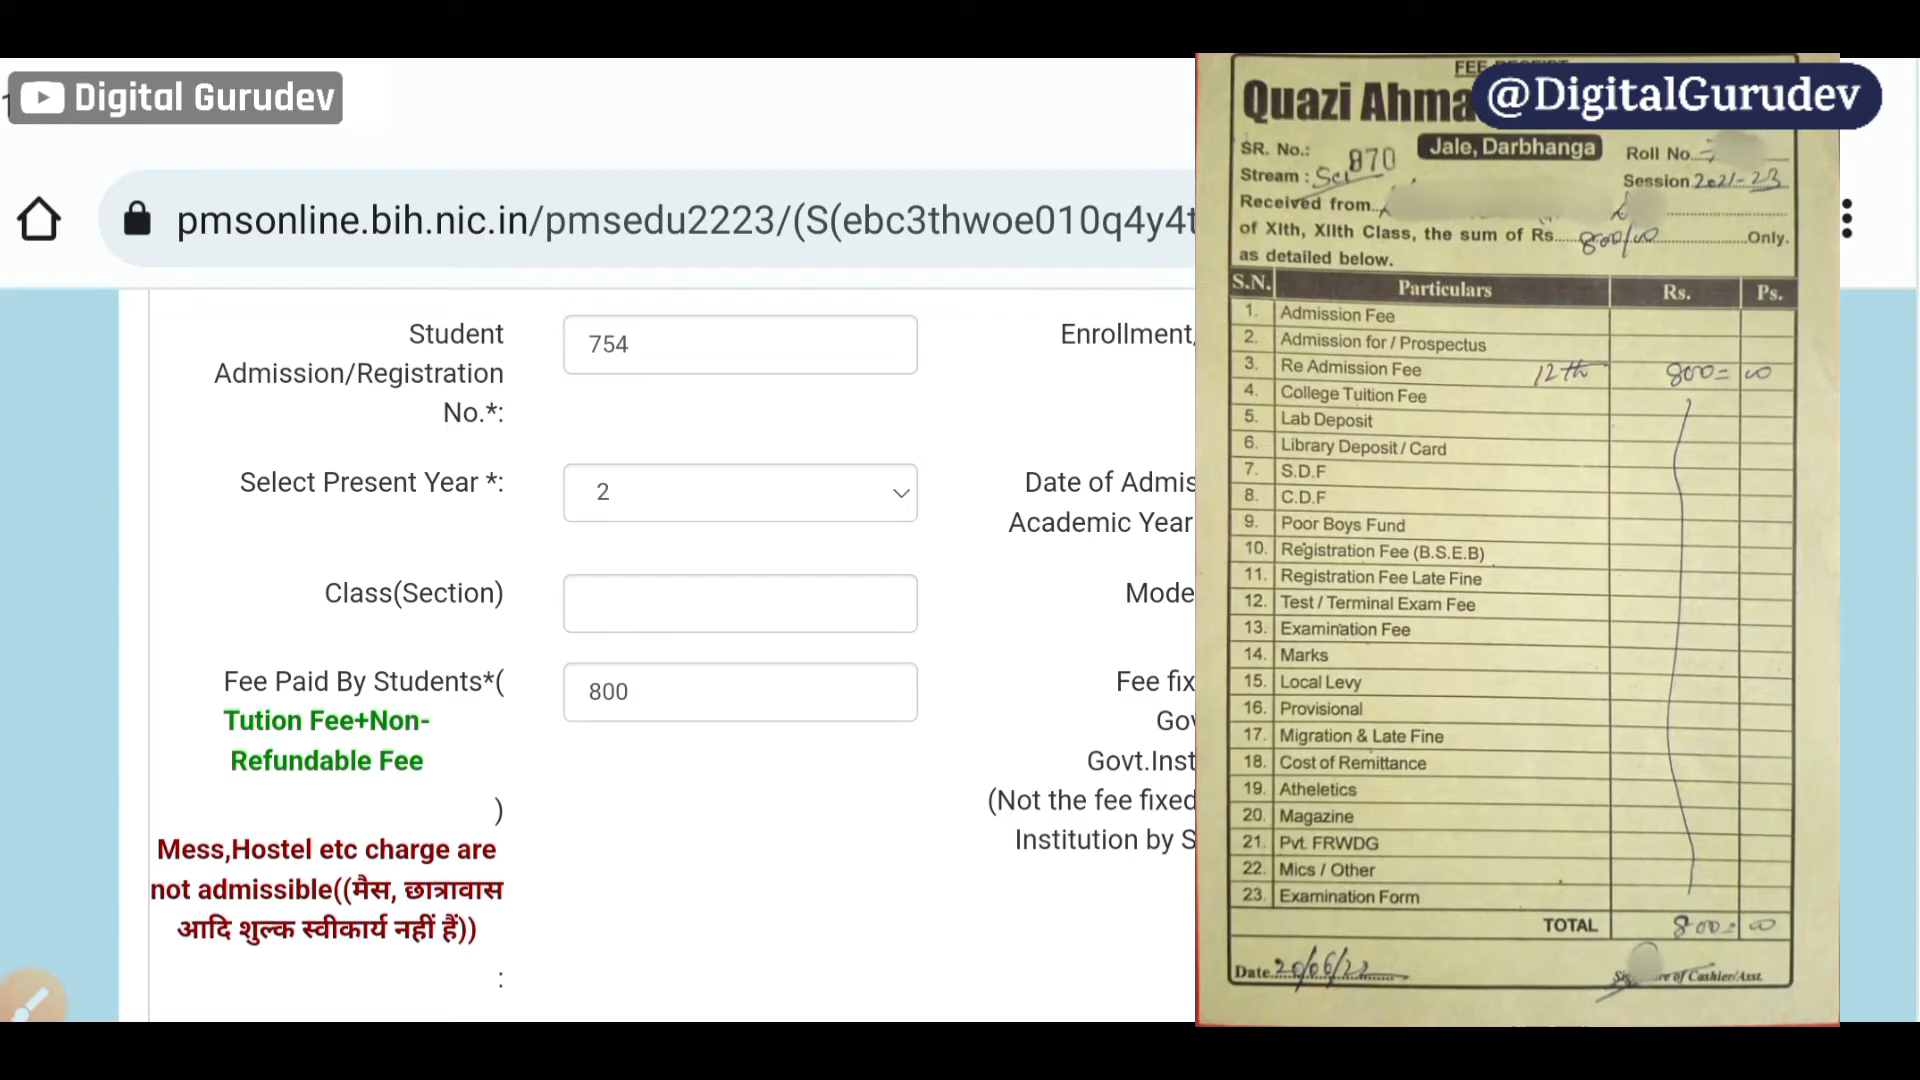 Digital Gurudev
pmsonline.bih.nic.in/pmsedu2223/(S(ebc3thwoe010q4y4t
Student
Admission/Registration
No.*:
754
Enrollment,
Select Present Year *:
2
Date of Admis
Academic Year
Class(Section)
Mode
Fee Paid By Students*(
Tution Fee+Non-
Refundable Fee
)
800
Fee fix
Gov
Govt.Inst
(Not the fee fixed
Institution by S
Mess,Hostel etc charge are
not admissible((मैस, छात्रावास
आदि शुल्क स्वीकार्य नहीं हैं))
:
@DigitalGurudev
Quazi Ahma
Jale, Darbhanga
SR. No.: 870
Roll No.
Stream : Sci
Session 2021-23
Received from
of XIth, XIIth Class, the sum of Rs. 800/00 Only.
as detailed below.
S.N. Particulars Rs. Ps.
1. Admission Fee
2. Admission for / Prospectus
3. Re Admission Fee 12th 800= 00
4. College Tuition Fee
5. Lab Deposit
6. Library Deposit / Card
7. S.D.F
8. C.D.F
9. Poor Boys Fund
10. Registration Fee (B.S.E.B)
11. Registration Fee Late Fine
12. Test / Terminal Exam Fee
13. Examination Fee
14. Marks
15. Local Levy
16. Provisional
17. Migration & Late Fine
18. Cost of Remittance
19. Atheletics
20. Magazine
21. Pvt. FRWDG
22. Mics / Other
23. Examination Form
TOTAL 800= 00
Date 20/06/22
of Cashier/Asst.